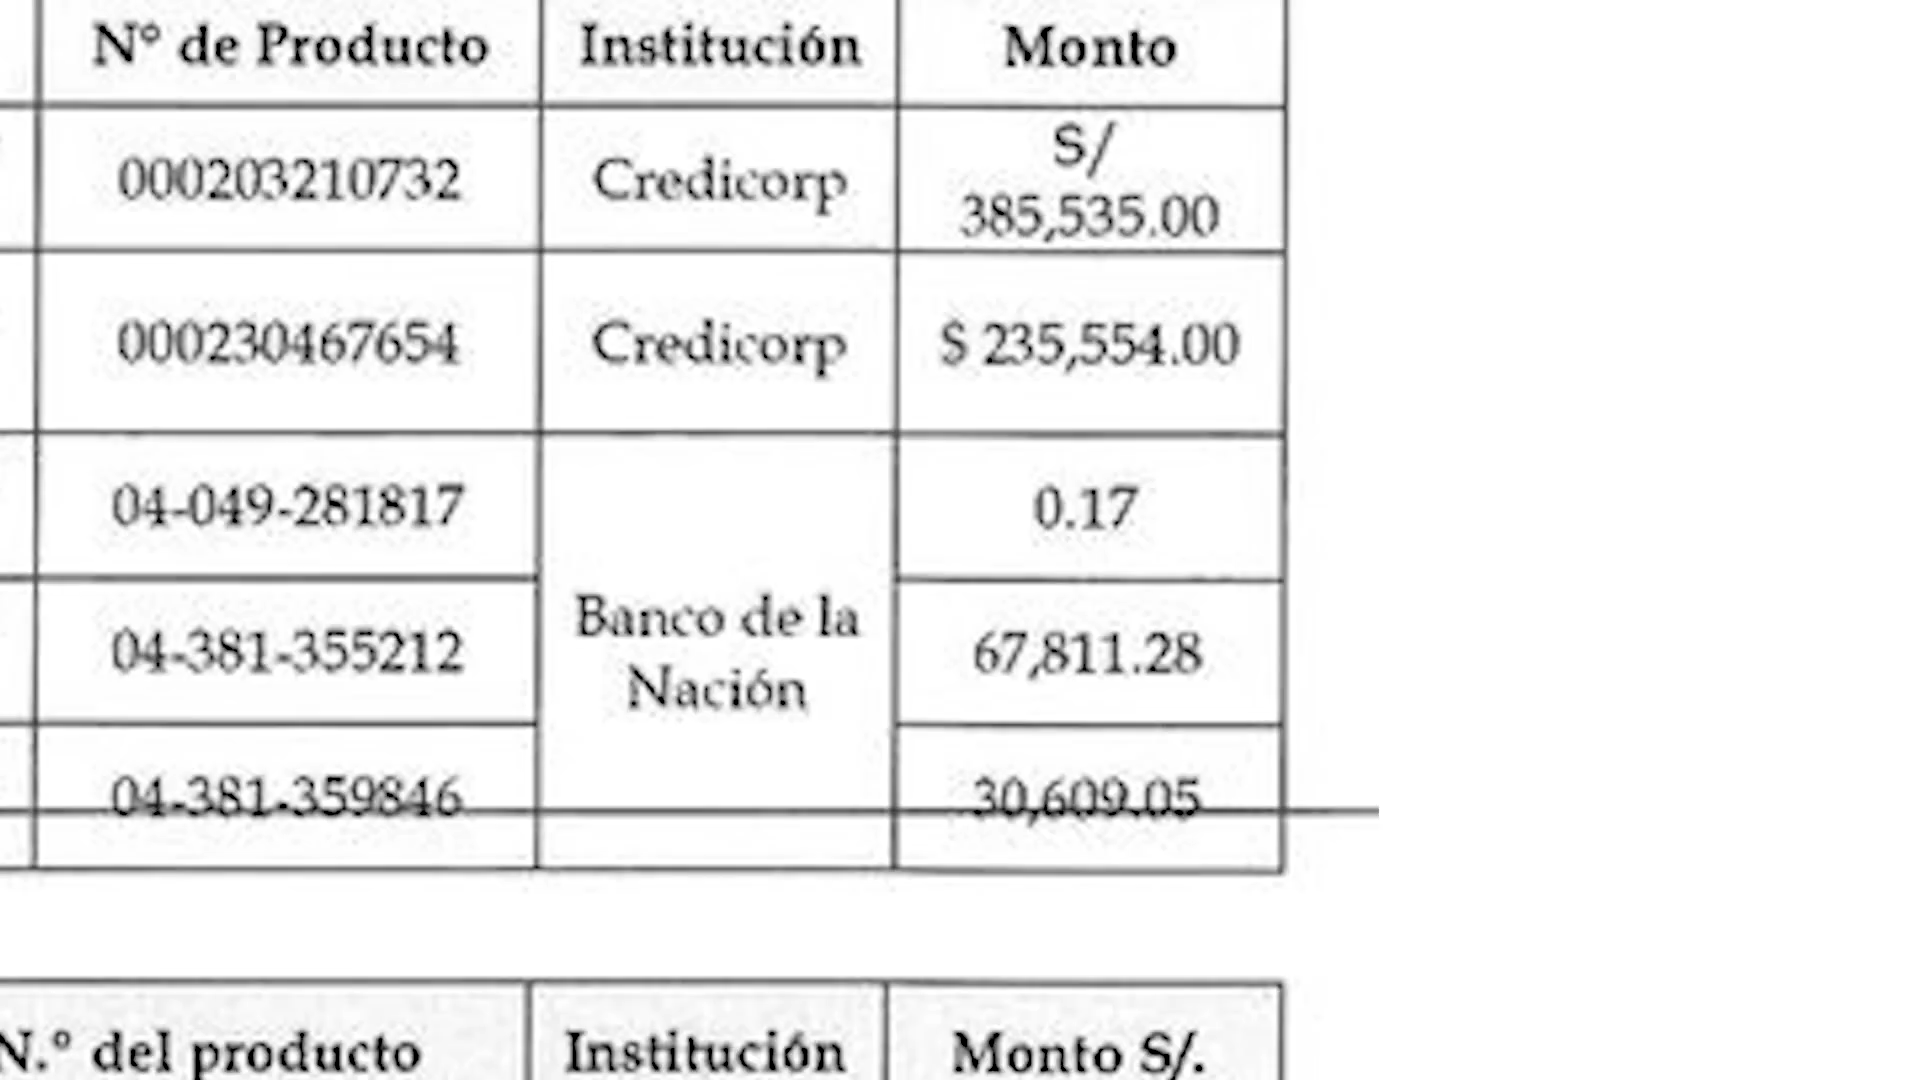 N° de Producto Institución Monto
000203210732 Credicorp S/
385,535.00
000230467654 Credicorp $ 235,554.00
04-049-281817 0.17
Banco de la
Nación
04-381-355212 67,811.28
04-381-359846 30,609.05
N.° del producto Institución Monto S/.